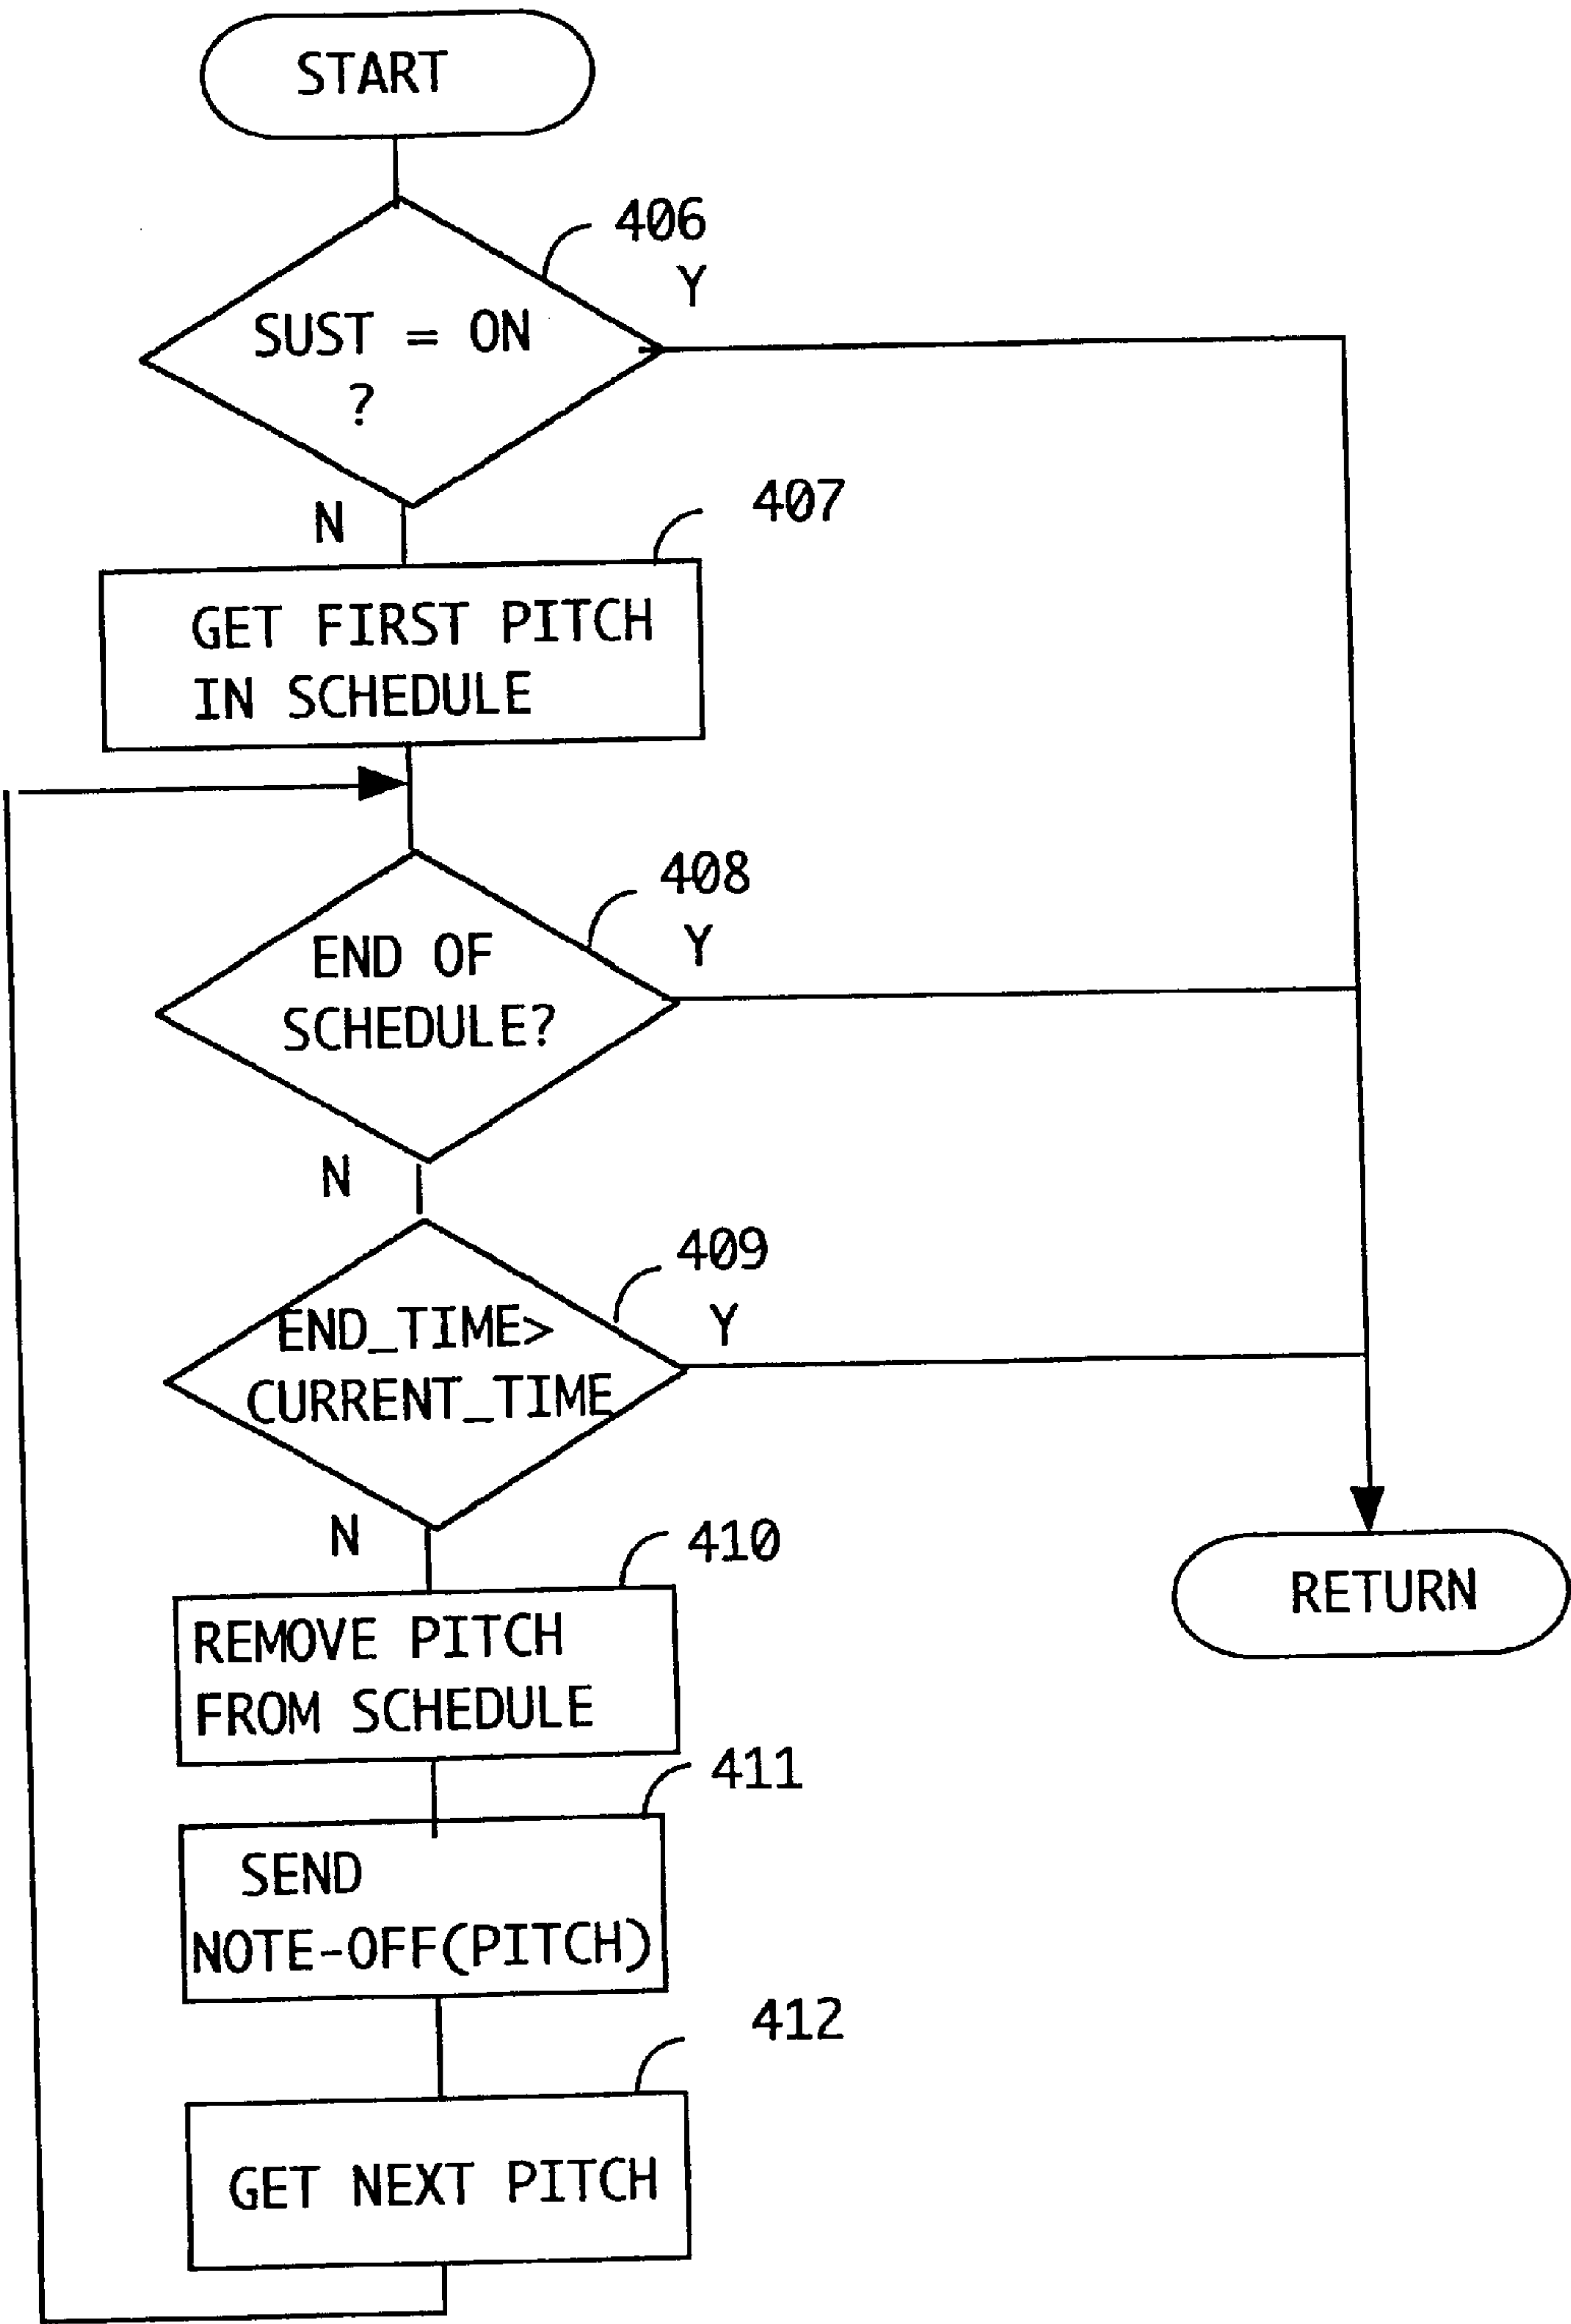 START
406
Y
SUST = ON
?
N
407
GET FIRST PITCH
IN SCHEDULE
408
Y
END OF
SCHEDULE?
N
409
Y
END_TIME>
CURRENT_TIME
N
410
REMOVE PITCH
FROM SCHEDULE
RETURN
411
SEND
NOTE-OFF(PITCH)
412
GET NEXT PITCH